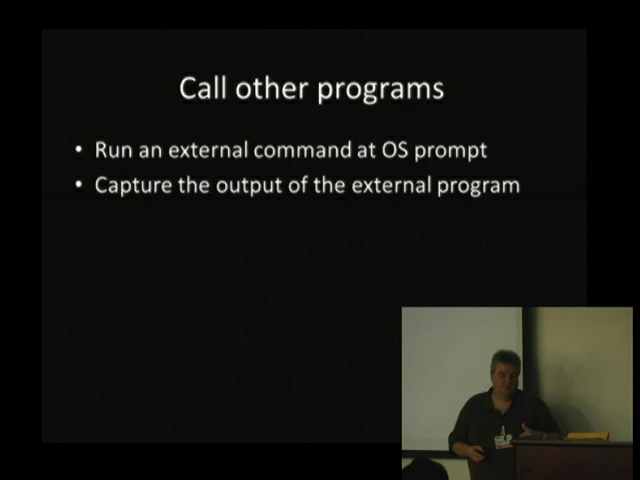 Call other programs
• Run an external command at OS prompt
• Capture the output of the external program